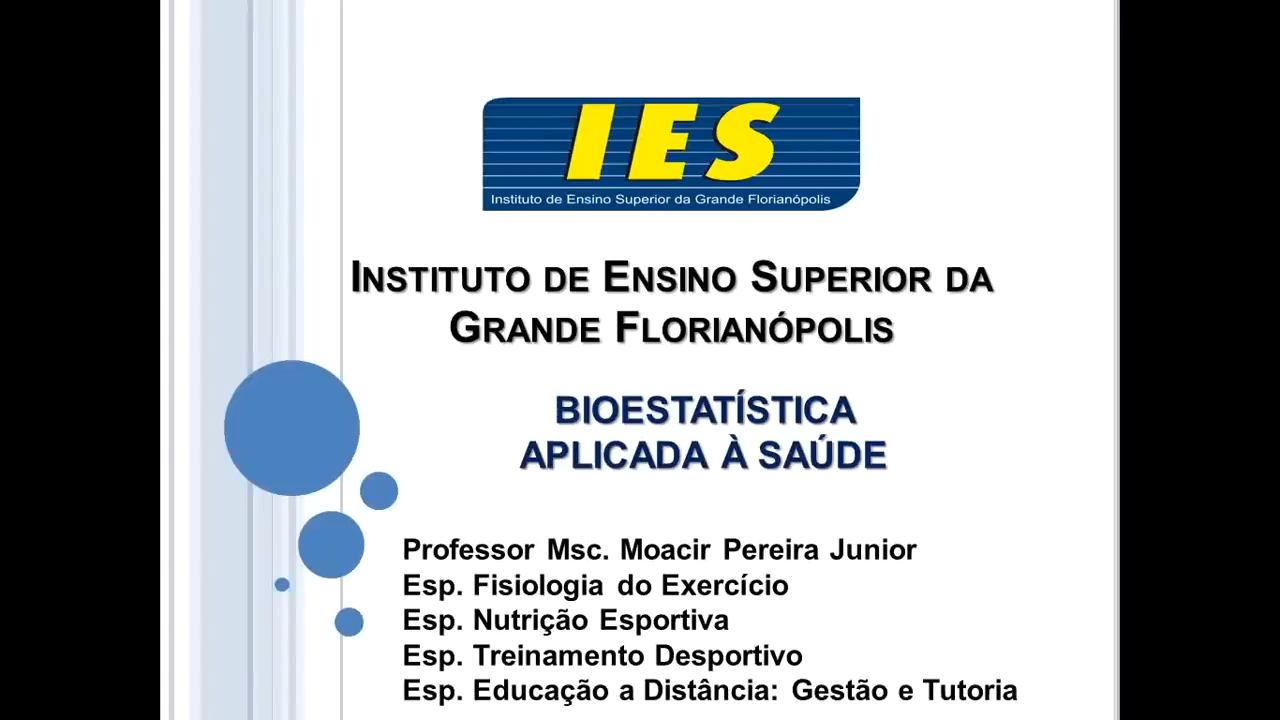 IES
Instituto de Ensino Superior da Grande Florianópolis
INSTITUTO DE ENSINO SUPERIOR DA
GRANDE FLORIANÓPOLIS
BIOESTATÍSTICA
APLICADA À SAÚDE
Professor Msc. Moacir Pereira Junior
Esp. Fisiologia do Exercício
Esp. Nutrição Esportiva
Esp. Treinamento Desportivo
Esp. Educação a Distância: Gestão e Tutoria